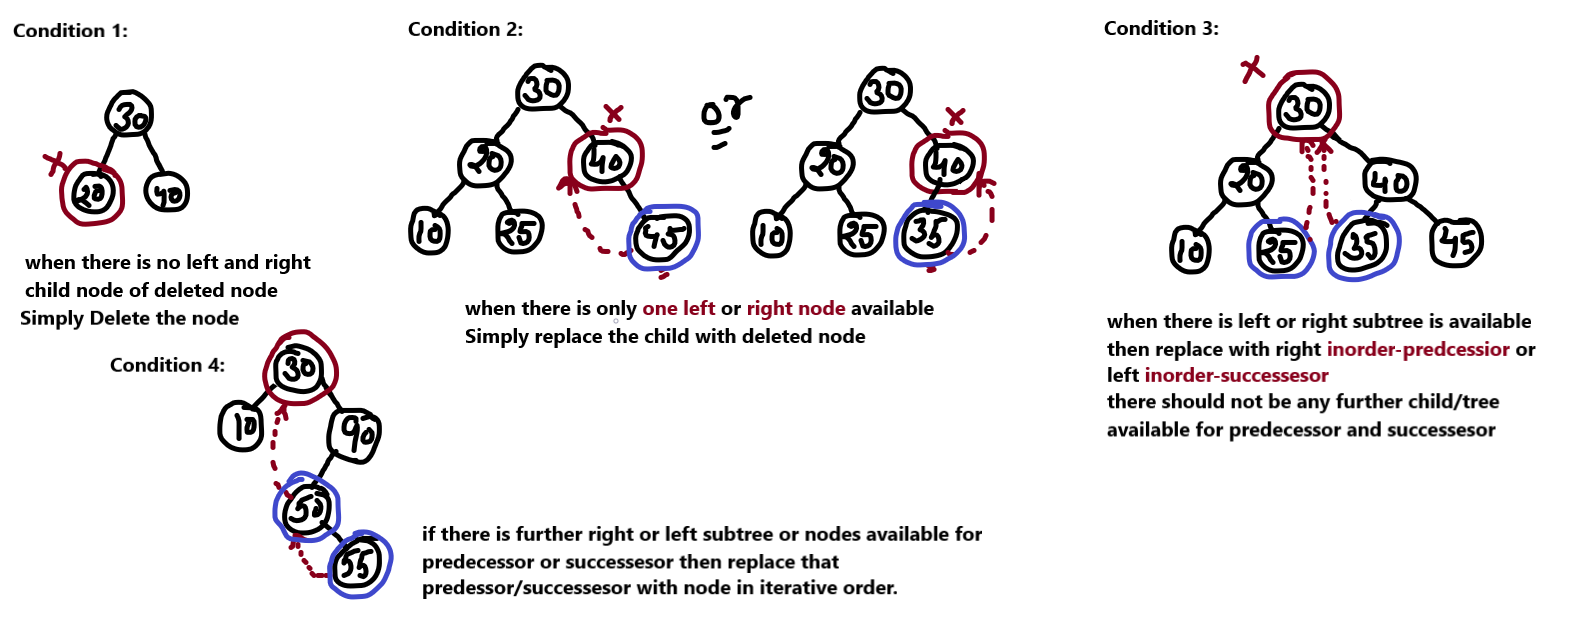 Condition 1:
30
20
40
when there is no left and right
child node of deleted node
Simply Delete the node
Condition 2:
30
20
40
10
25
45
or
30
20
40
10
25
35
when there is only one left or right node available
Simply replace the child with deleted node
Condition 3:
30
20
40
10
25
35
45
when there is left or right subtree is available
then replace with right inorder-predcessior or
left inorder-successesor
there should not be any further child/tree
available for predecessor and successesor
Condition 4:
30
10
90
50
55
if there is further right or left subtree or nodes available for
predecessor or successesor then replace that
predessor/successesor with node in iterative order.